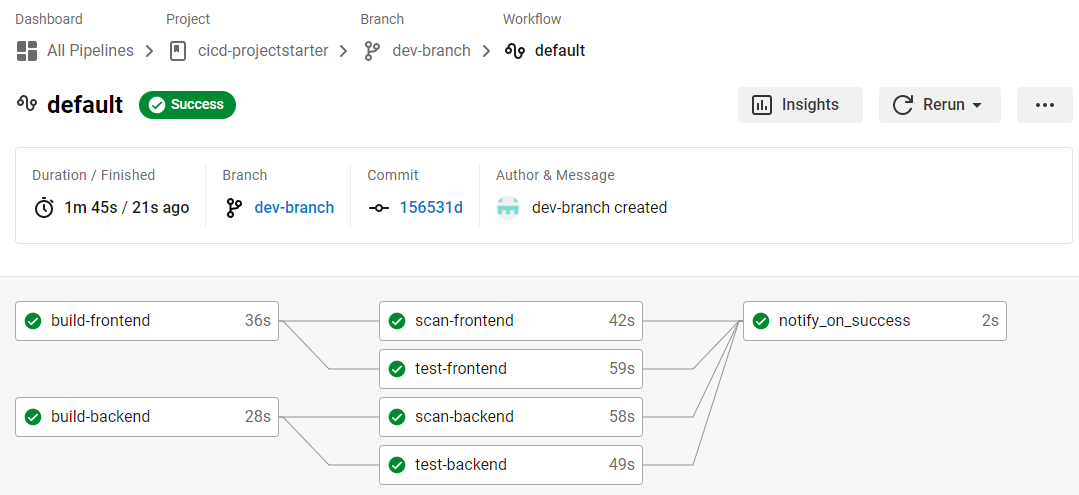 Dashboard Project Branch Workflow
All Pipelines cicd-projectstarter dev-branch default
default Success Insights Rerun
Duration / Finished Branch Commit Author & Message
1m 45s / 21s ago dev-branch 156531d dev-branch created
build-frontend 36s scan-frontend 42s notify_on_success 2s
test-frontend 59s
build-backend 28s scan-backend 58s
test-backend 49s